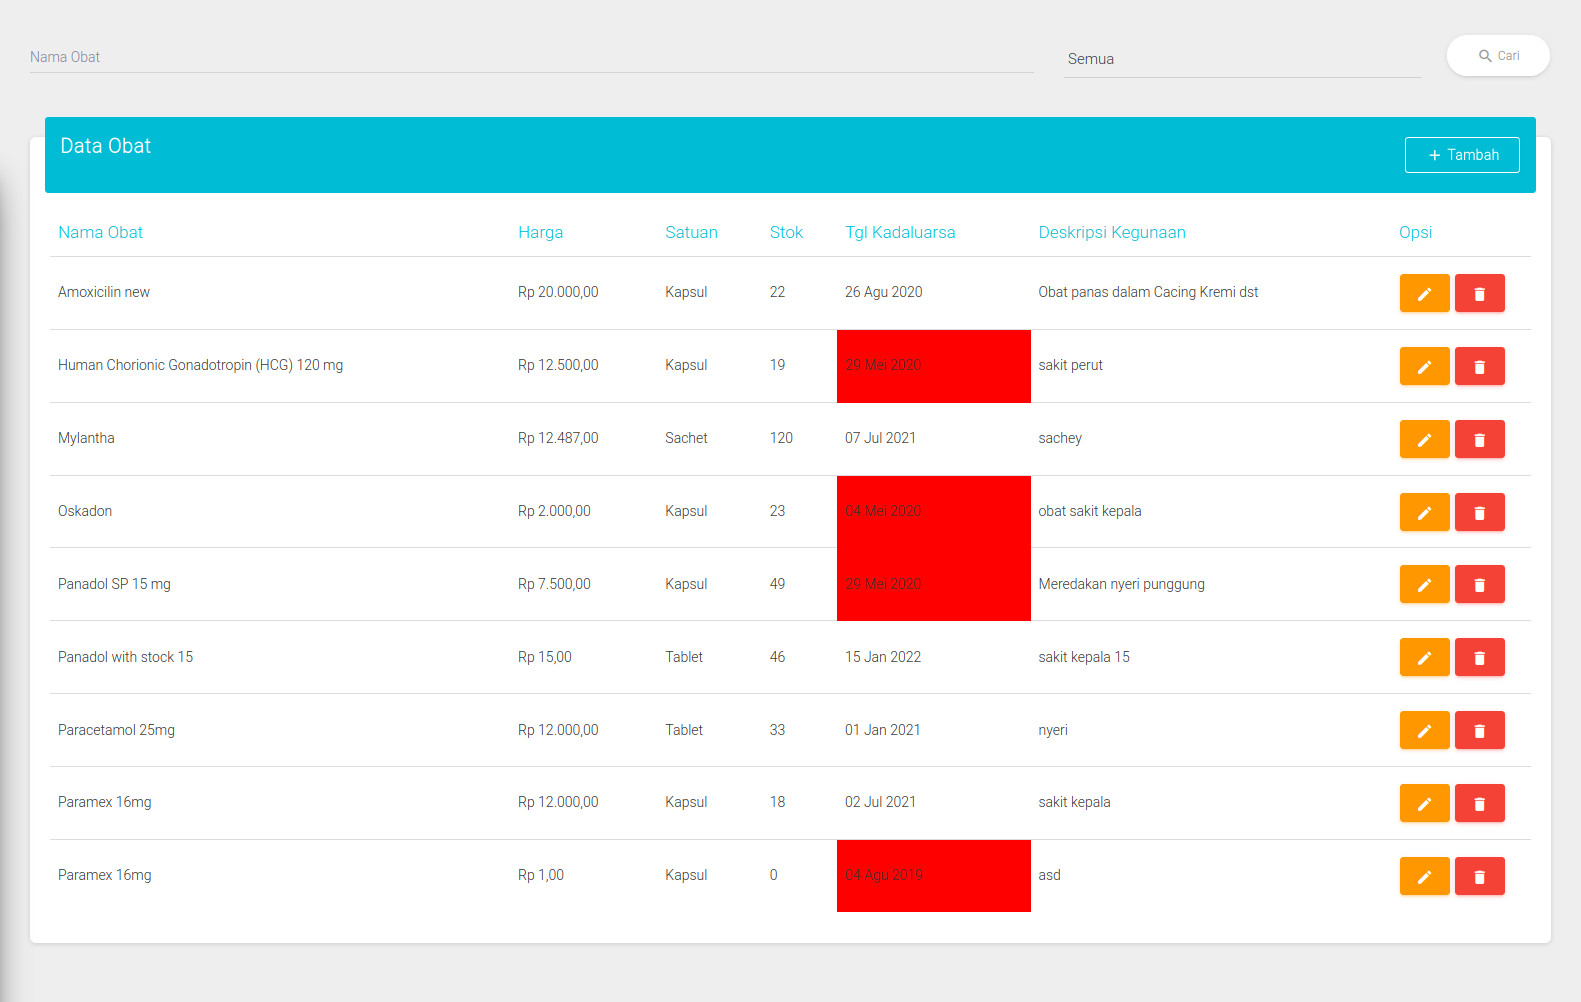 Nama Obat
Semua
Cari
Data Obat
+ Tambah
Nama Obat Harga Satuan Stok Tgl Kadaluarsa Deskripsi Kegunaan Opsi
Amoxicilin new Rp 20.000,00 Kapsul 22 26 Agu 2020 Obat panas dalam Cacing Kremi dst
Human Chorionic Gonadotropin (HCG) 120 mg Rp 12.500,00 Kapsul 19 29 Mei 2020 sakit perut
Mylantha Rp 12.487,00 Sachet 120 07 Jul 2021 sachey
Oskadon Rp 2.000,00 Kapsul 23 04 Mei 2020 obat sakit kepala
Panadol SP 15 mg Rp 7.500,00 Kapsul 49 29 Mei 2020 Meredakan nyeri punggung
Panadol with stock 15 Rp 15,00 Tablet 46 15 Jan 2022 sakit kepala 15
Paracetamol 25mg Rp 12.000,00 Tablet 33 01 Jan 2021 nyeri
Paramex 16mg Rp 12.000,00 Kapsul 18 02 Jul 2021 sakit kepala
Paramex 16mg Rp 1,00 Kapsul 0 04 Agu 2019 asd